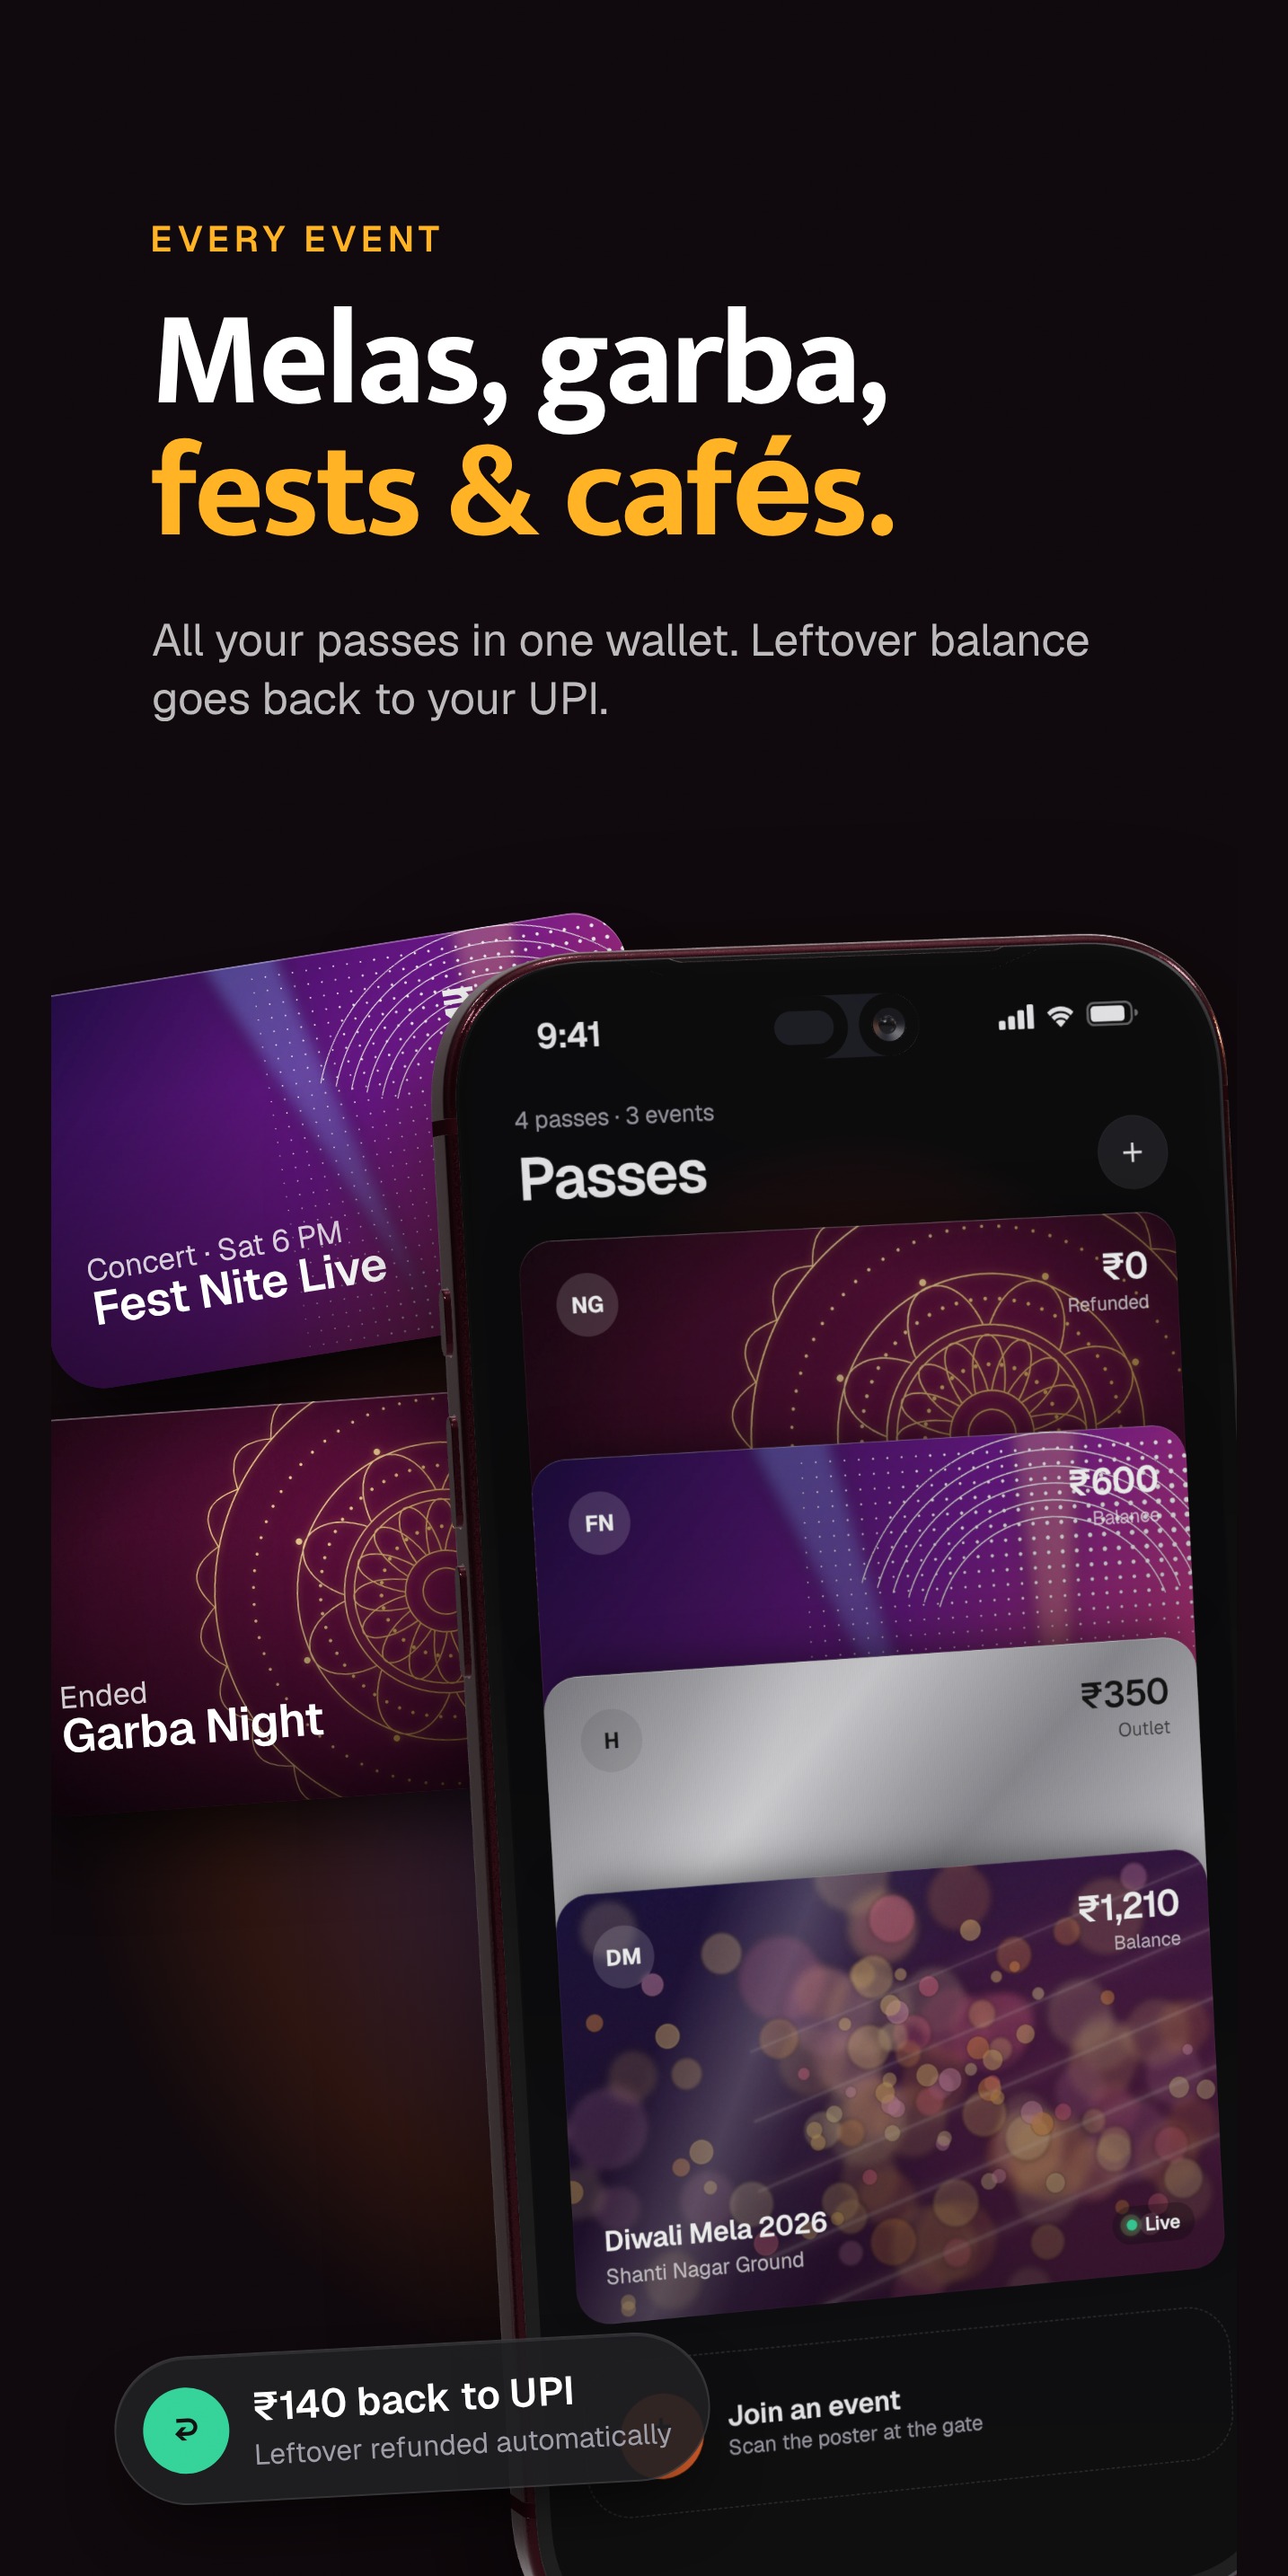 EVERY EVENT
Melas, garba,
fests & cafés.
All your passes in one wallet. Leftover balance
goes back to your UPI.
₹
Concert · Sat 6 PM
Fest Nite Live
Ended
Garba Night
9:41
4 passes · 3 events
Passes
+
NG
₹0
Refunded
FN
₹600
Balance
H
₹350
Outlet
DM
₹1,210
Balance
Diwali Mela 2026
Shanti Nagar Ground
Live
₹140 back to UPI
Leftover refunded automatically
Join an event
Scan the poster at the gate